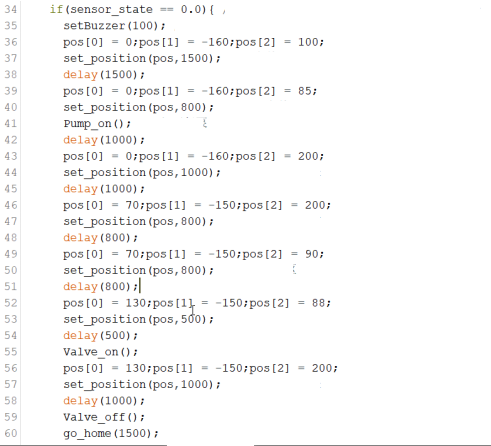 34 if(sensor_state == 0.0){
35 setBuzzer(100);
36 pos[0] = 0;pos[1] = -160;pos[2] = 100;
37 set_position(pos,1500);
38 delay(1500);
39 pos[0] = 0;pos[1] = -160;pos[2] = 85;
40 set_position(pos,800);
41 Pump_on();
42 delay(1000);
43 pos[0] = 0;pos[1] = -160;pos[2] = 200;
44 set_position(pos,1000);
45 delay(1000);
46 pos[0] = 70;pos[1] = -150;pos[2] = 200;
47 set_position(pos,800);
48 delay(800);
49 pos[0] = 70;pos[1] = -150;pos[2] = 90;
50 set_position(pos,800);
51 delay(800);
52 pos[0] = 130;pos[1] = -150;pos[2] = 88;
53 set_position(pos,500);
54 delay(500);
55 Valve_on();
56 pos[0] = 130;pos[1] = -150;pos[2] = 200;
57 set_position(pos,1000);
58 delay(1000);
59 Valve_off();
60 go_home(1500);